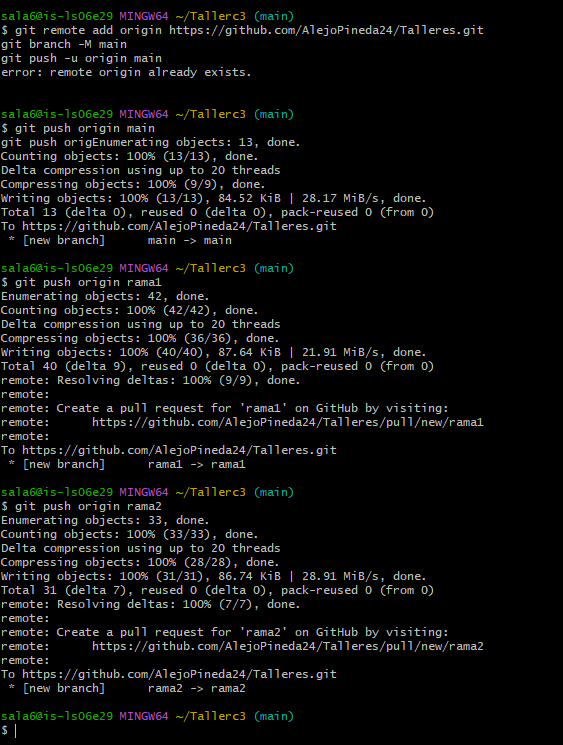 sala6@is-ls06e29 MINGW64 ~/Tallerc3 (main)
$ git remote add origin https://github.com/AlejoPineda24/Talleres.git
git branch -M main
git push -u origin main
error: remote origin already exists.
sala6@is-ls06e29 MINGW64 ~/Tallerc3 (main)
$ git push origin main
git push origEnumerating objects: 13, done.
Counting objects: 100% (13/13), done.
Delta compression using up to 20 threads
Compressing objects: 100% (9/9), done.
Writing objects: 100% (13/13), 84.52 KiB | 28.17 MiB/s, done.
Total 13 (delta 0), reused 0 (delta 0), pack-reused 0 (from 0)
To https://github.com/AlejoPineda24/Talleres.git
 * [new branch]      main -> main
sala6@is-ls06e29 MINGW64 ~/Tallerc3 (main)
$ git push origin rama1
Enumerating objects: 42, done.
Counting objects: 100% (42/42), done.
Delta compression using up to 20 threads
Compressing objects: 100% (36/36), done.
Writing objects: 100% (40/40), 87.64 KiB | 21.91 MiB/s, done.
Total 40 (delta 9), reused 0 (delta 0), pack-reused 0 (from 0)
remote: Resolving deltas: 100% (9/9), done.
remote:
remote: Create a pull request for 'rama1' on GitHub by visiting:
remote:      https://github.com/AlejoPineda24/Talleres/pull/new/rama1
remote:
To https://github.com/AlejoPineda24/Talleres.git
 * [new branch]      rama1 -> rama1
sala6@is-ls06e29 MINGW64 ~/Tallerc3 (main)
$ git push origin rama2
Enumerating objects: 33, done.
Counting objects: 100% (33/33), done.
Delta compression using up to 20 threads
Compressing objects: 100% (28/28), done.
Writing objects: 100% (31/31), 86.74 KiB | 28.91 MiB/s, done.
Total 31 (delta 7), reused 0 (delta 0), pack-reused 0 (from 0)
remote: Resolving deltas: 100% (7/7), done.
remote:
remote: Create a pull request for 'rama2' on GitHub by visiting:
remote:      https://github.com/AlejoPineda24/Talleres/pull/new/rama2
remote:
To https://github.com/AlejoPineda24/Talleres.git
 * [new branch]      rama2 -> rama2
sala6@is-ls06e29 MINGW64 ~/Tallerc3 (main)
$